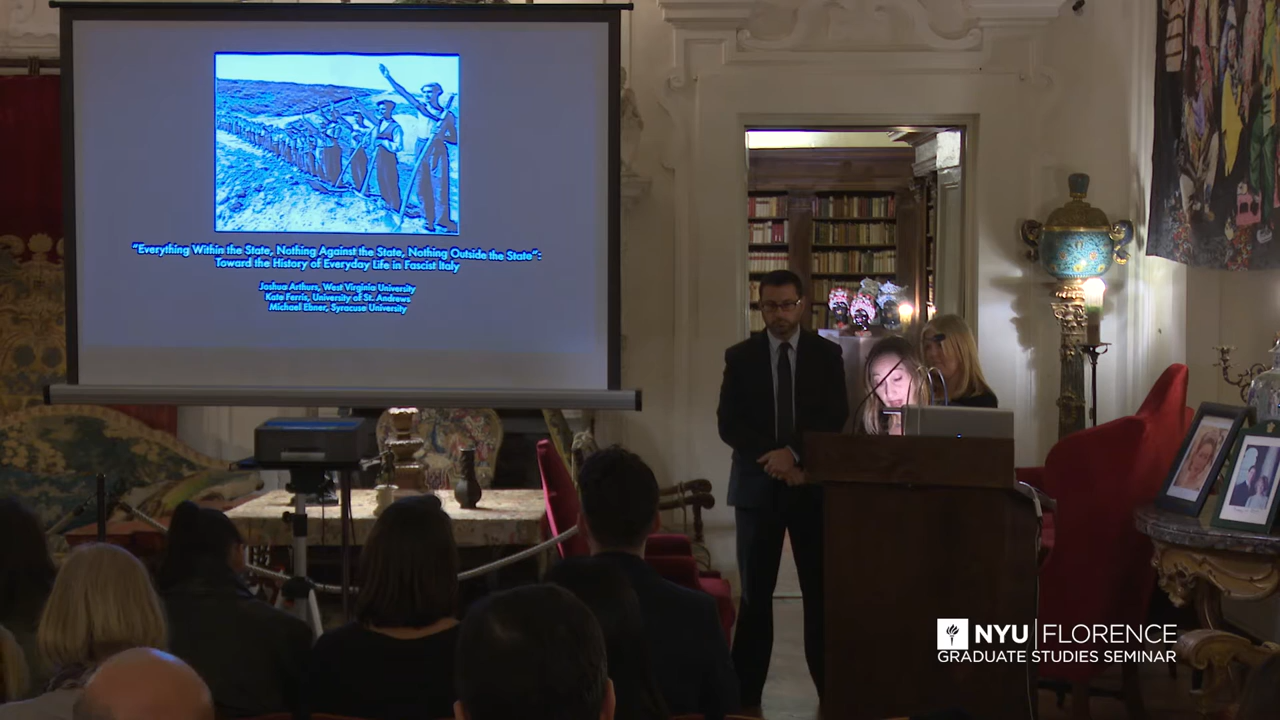 "Everything Within the State, Nothing Against the State, Nothing Outside the State":
Toward the History of Everyday Life in Fascist Italy
Joshua Arthurs, West Virginia University
Kate Ferris, University of St. Andrews
Michael Ebner, Syracuse University
NYU FLORENCE
GRADUATE STUDIES SEMINAR